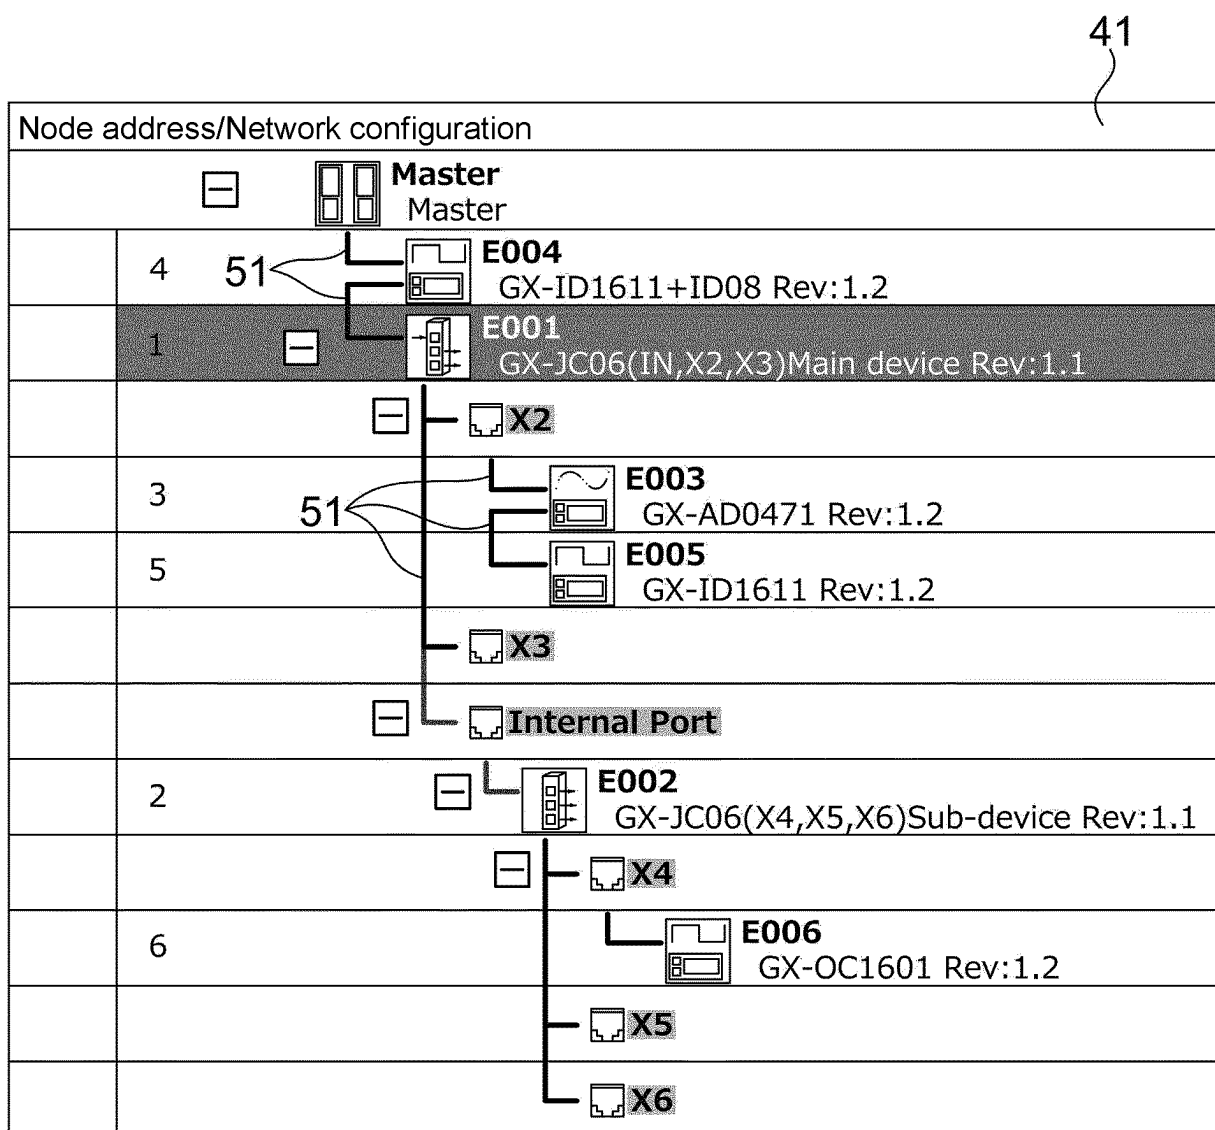 41
Node address/Network configuration
Master
Master
4 51 E004
GX-ID1611+ID08 Rev:1.2
1 E001
GX-JC06(IN,X2,X3)Main device Rev:1.1
X2
3 51 E003
GX-AD0471 Rev:1.2
5 E005
GX-ID1611 Rev:1.2
X3
Internal Port
2 E002
GX-JC06(X4,X5,X6)Sub-device Rev:1.1
X4
6 E006
GX-OC1601 Rev:1.2
X5
X6